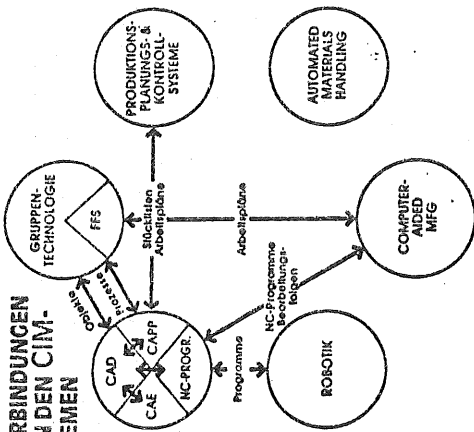 RBINDUNGEN
N DEN CIM-
EMEN
GRUPPEN-
TECHNOLOGIE
FFS
PRODUKTIONS-
PLANUNGS- &
KONTROLL-
SYSTEME
Objekte
Prozesse
CAD
CAE
CAPP
NC-PROGR.
Stücklisten
Arbeitspläne
Arbeitspläne
NC-Programme
Bearbeitungs-
folgen
Programme
ROBOTIK
COMPUTER-
AIDED
MFG
AUTOMATED
MATERIALS
HANDLING